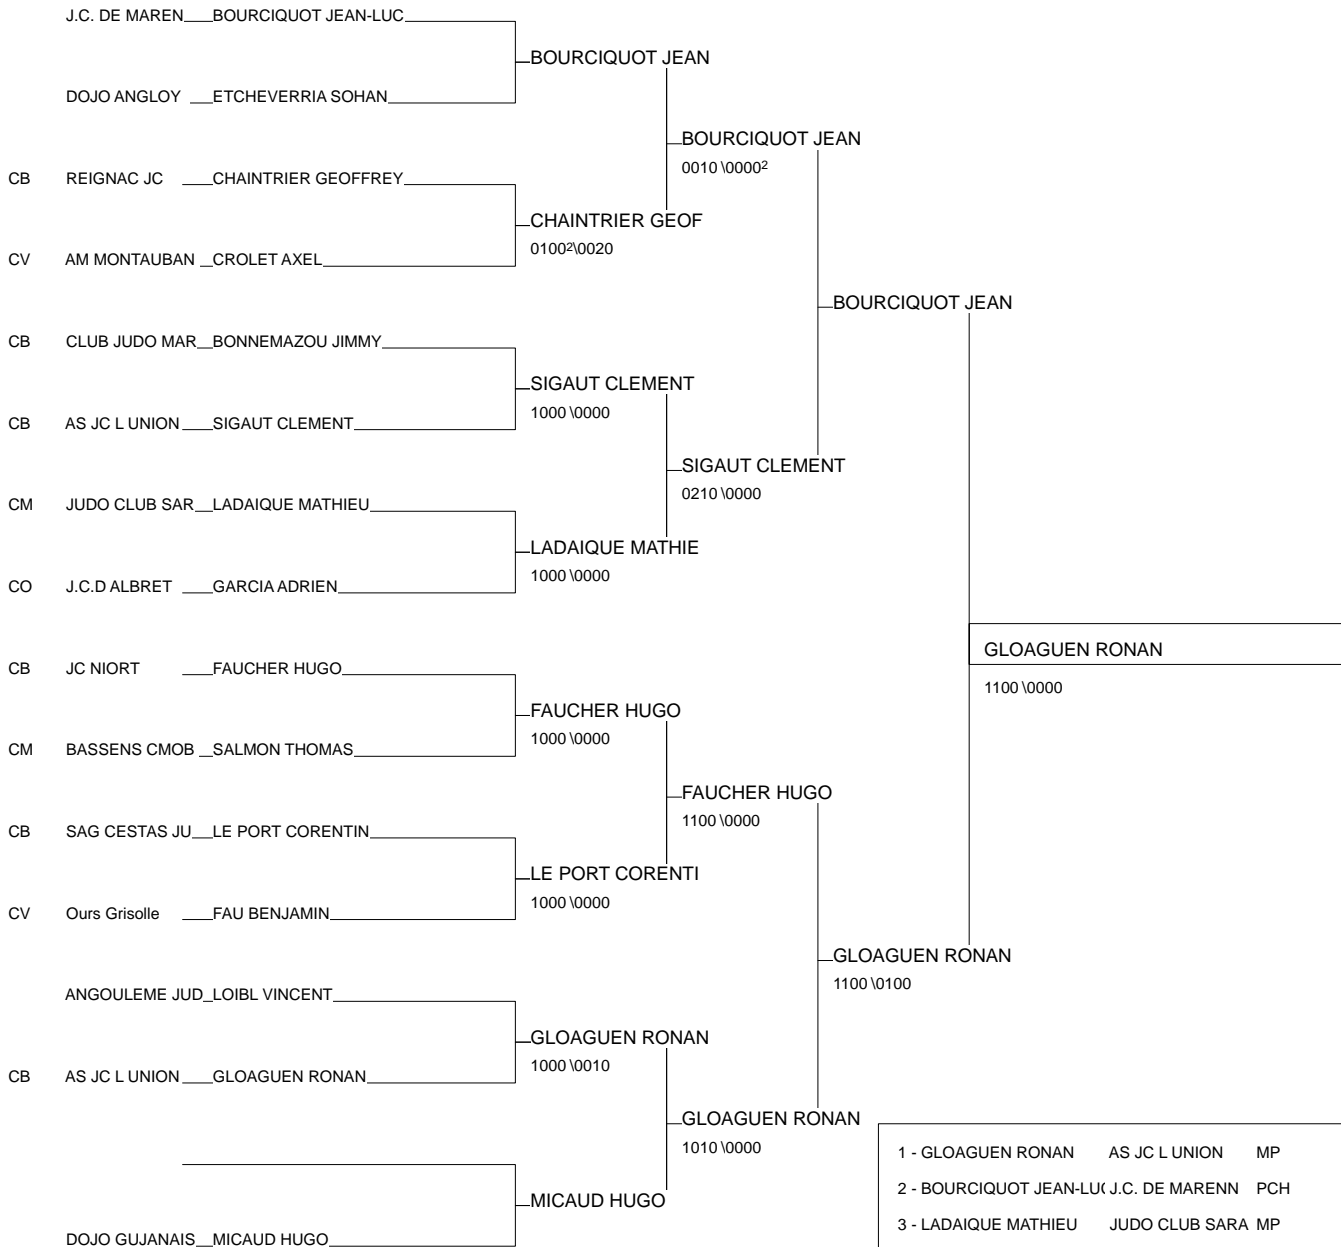 J.C. DE MAREN BOURCIQUOT JEAN-LUC
BOURCIQUOT JEAN
DOJO ANGLOY ETCHEVERRIA SOHAN
BOURCIQUOT JEAN
0010 \0000²
CB REIGNAC JC CHAINTRIER GEOFFREY
CHAINTRIER GEOF
0100²\0020
CV AM MONTAUBAN CROLET AXEL
BOURCIQUOT JEAN
CB CLUB JUDO MAR BONNEMAZOU JIMMY
SIGAUT CLEMENT
1000 \0000
CB AS JC L UNION SIGAUT CLEMENT
SIGAUT CLEMENT
0210 \0000
CM JUDO CLUB SAR LADAIQUE MATHIEU
LADAIQUE MATHIE
1000 \0000
CO J.C.D ALBRET GARCIA ADRIEN
GLOAGUEN RONAN
1100 \0000
CB JC NIORT FAUCHER HUGO
FAUCHER HUGO
1000 \0000
CM BASSENS CMOB SALMON THOMAS
FAUCHER HUGO
1100 \0000
CB SAG CESTAS JU LE PORT CORENTIN
LE PORT CORENTI
1000 \0000
CV Ours Grisolle FAU BENJAMIN
GLOAGUEN RONAN
1100 \0100
ANGOULEME JUD LOIBL VINCENT
GLOAGUEN RONAN
1000 \0010
CB AS JC L UNION GLOAGUEN RONAN
GLOAGUEN RONAN
1010 \0000
MICAUD HUGO
DOJO GUJANAIS MICAUD HUGO
1 - GLOAGUEN RONAN AS JC L UNION MP
2 - BOURCIQUOT JEAN-LUC J.C. DE MARENN PCH
3 - LADAIQUE MATHIEU JUDO CLUB SARA MP